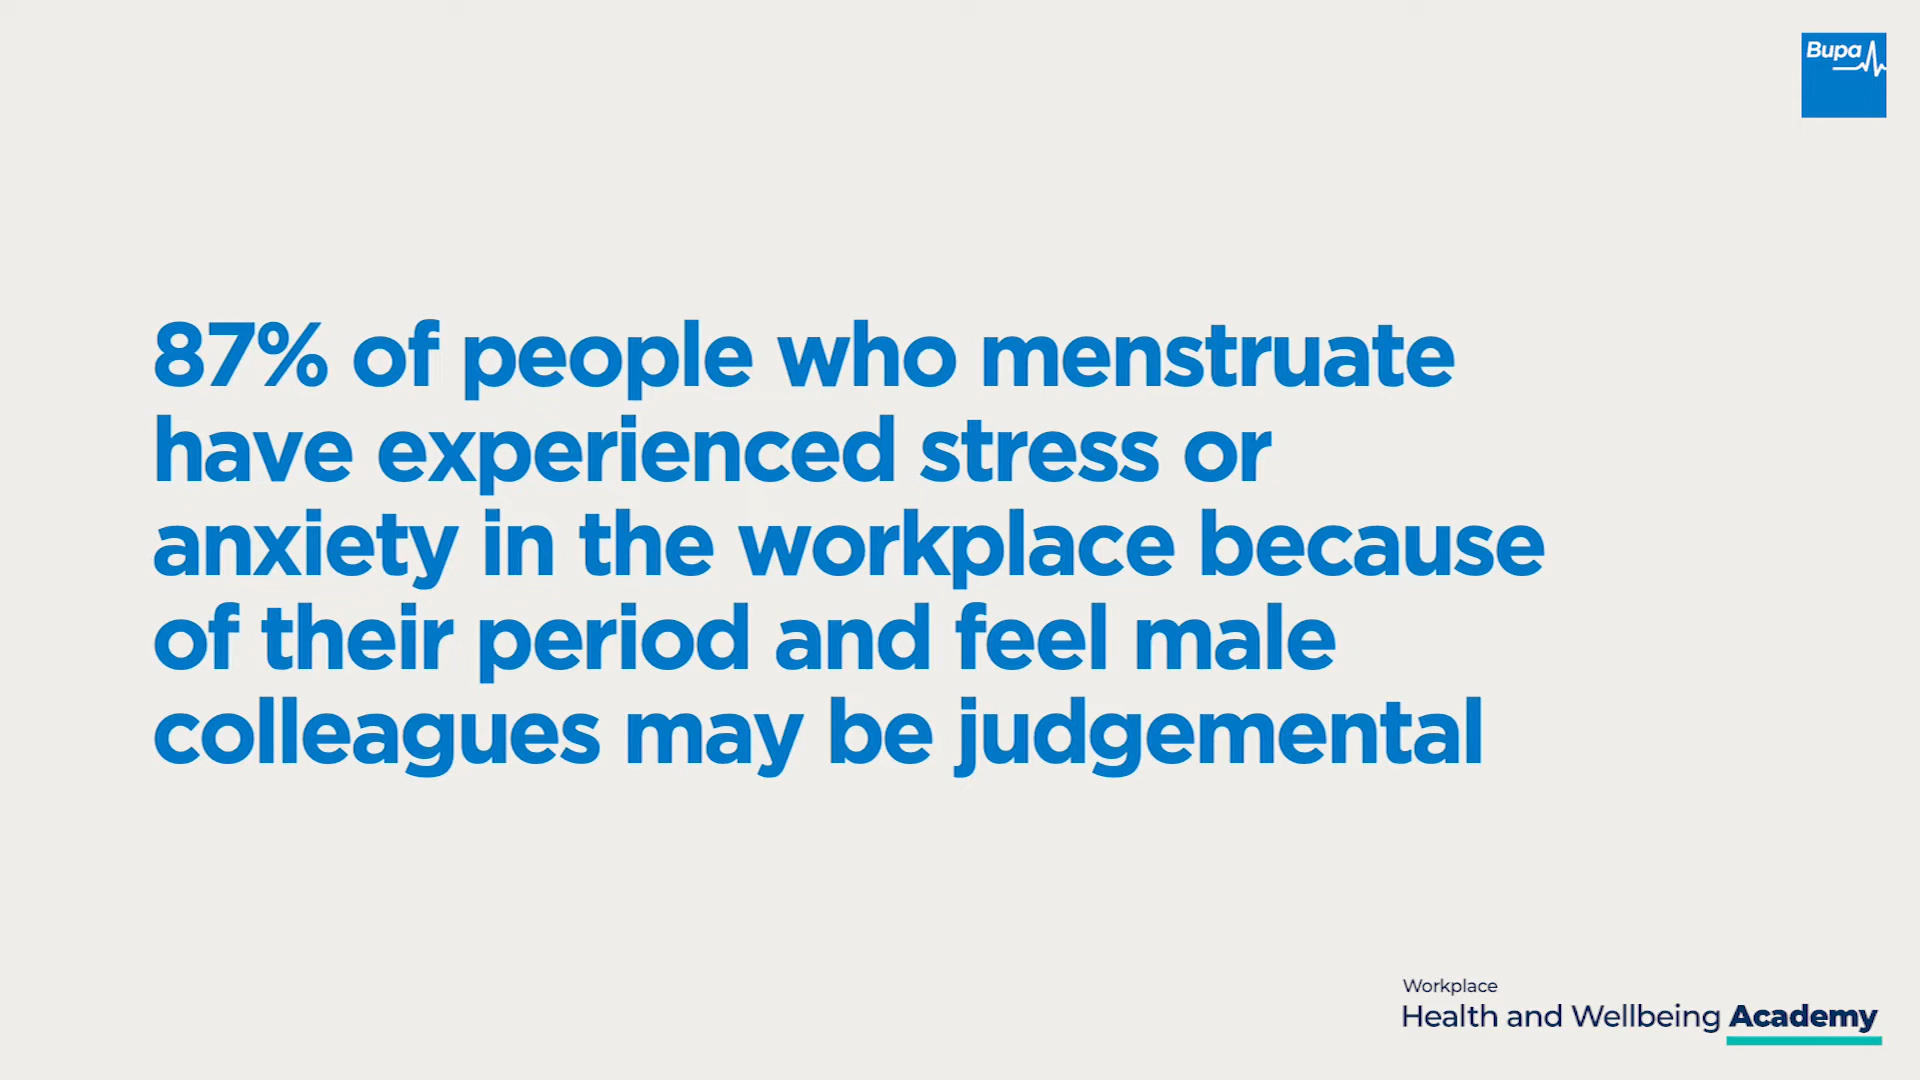 Bupa
87% of people who menstruate
have experienced stress or
anxiety in the workplace because
of their period and feel male
colleagues may be judgemental
Workplace
Health and Wellbeing Academy